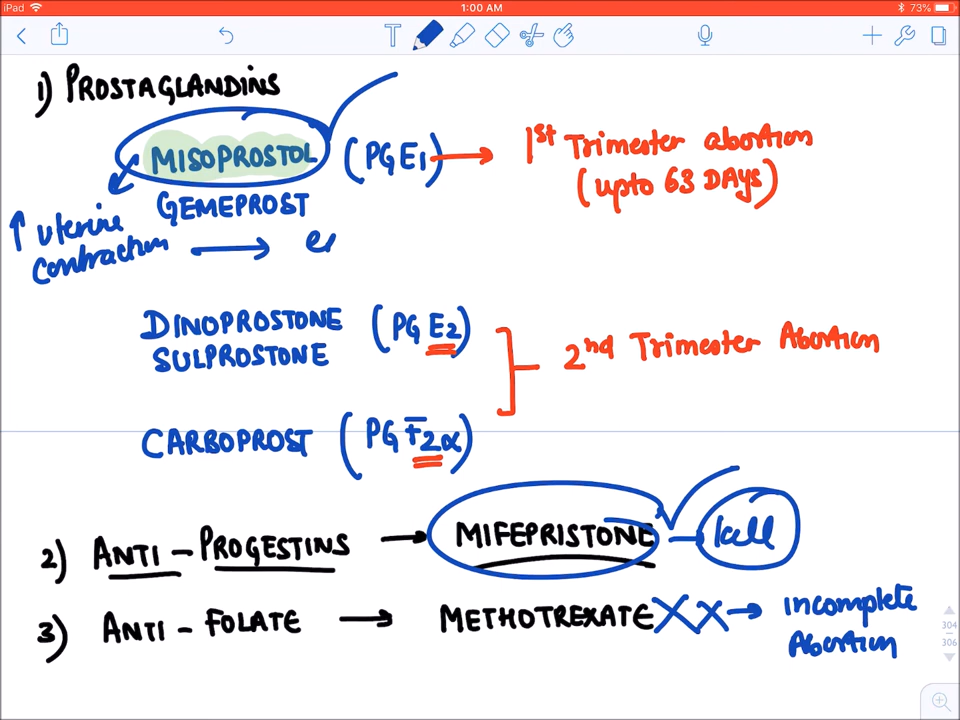 iPad
1:00 AM
73%
T
1) PROSTAGLANDINS
MISOPROSTOL (PGE1) → 1st Trimester abortion
(upto 63 DAYS)
GEMEPROST
↑ uterine
contraction →
DINOPROSTONE (PG E2)
SULPROSTONE
2nd Trimester Abortion
CARBOPROST (PG F2α)
2) ANTI - PROGESTINS → MIFEPRISTONE - kill
3) ANTI - FOLATE → METHOTREXATE XX → incomplete
Abortion
304
306